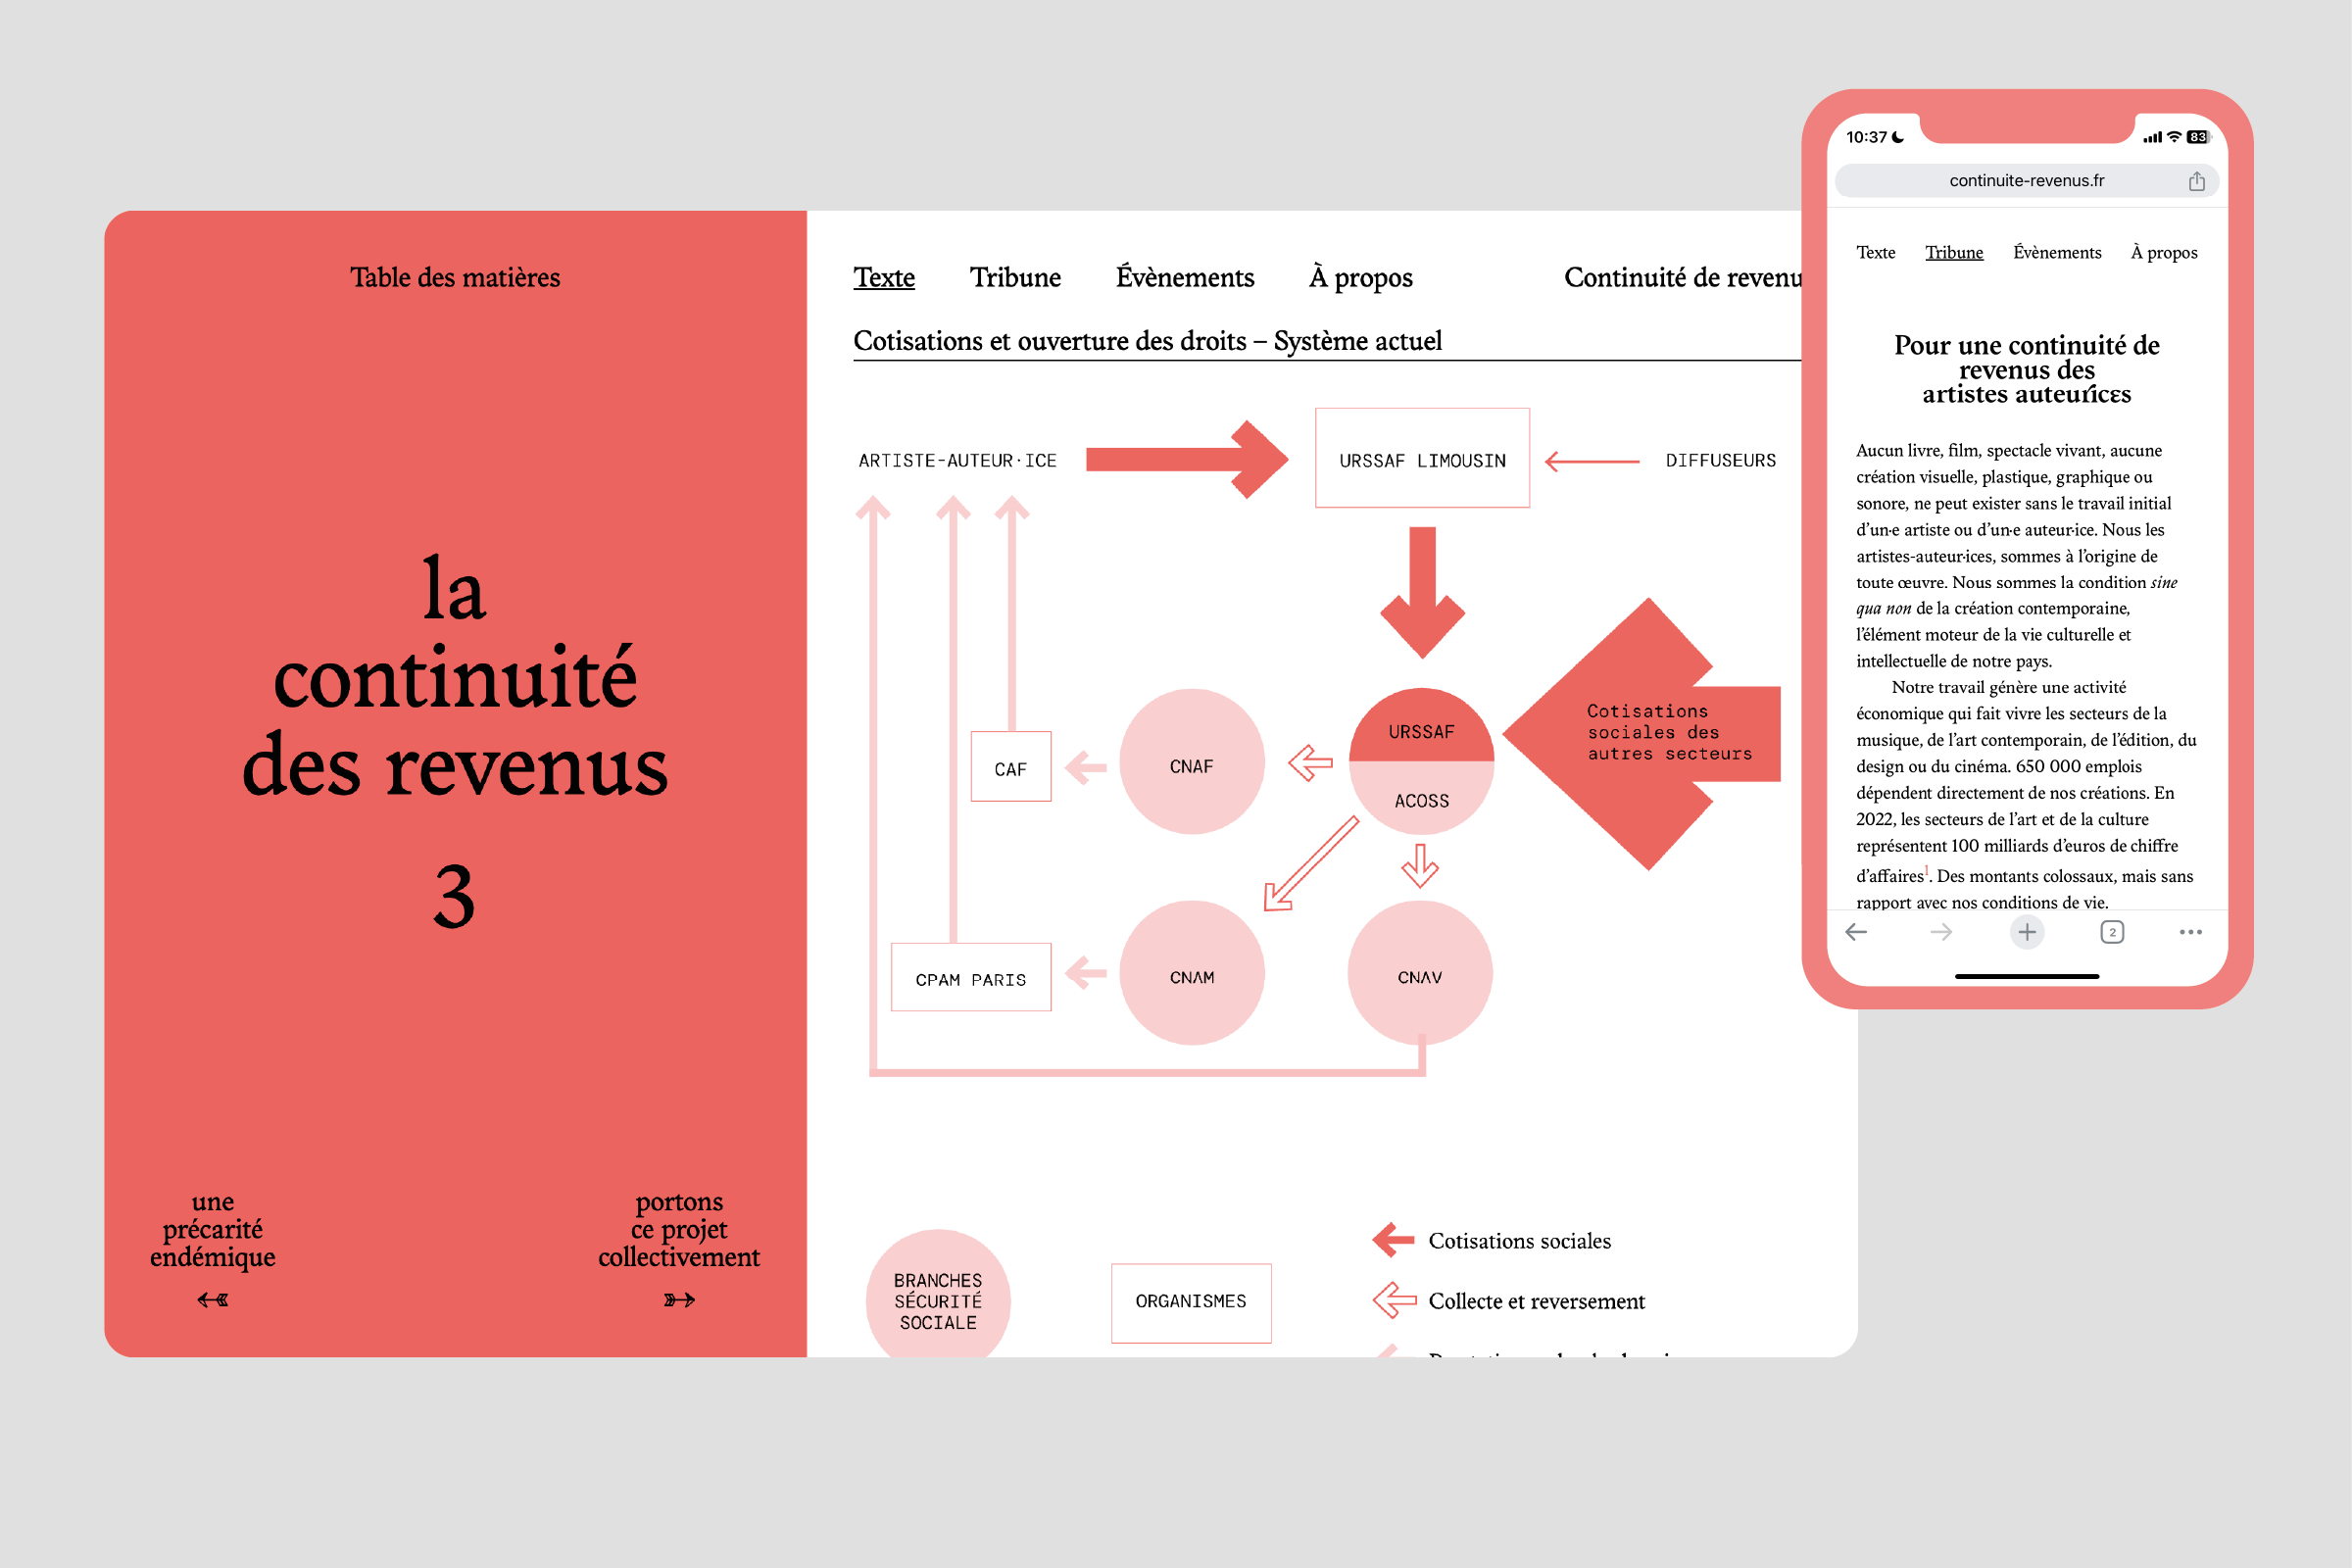 Table des matières
la
continuité
des revenus
3
une
précarité
endémique
portons
ce projet
collectivement
Texte Tribune Évènements À propos Continuité de revenu
Cotisations et ouverture des droits – Système actuel
ARTISTE-AUTEUR·ICE
URSSAF LIMOUSIN
DIFFUSEURS
CAF
CNAF
URSSAF
ACOSS
Cotisations
sociales des
autres secteurs
CPAM PARIS
CNAM
CNAV
BRANCHES
SÉCURITÉ
SOCIALE
ORGANISMES
Cotisations sociales
Collecte et reversement
10:37
83
continuite-revenus.fr
Texte Tribune Évènements À propos
Pour une continuité de
revenus des
artistes auteurices
Aucun livre, film, spectacle vivant, aucune
création visuelle, plastique, graphique ou
sonore, ne peut exister sans le travail initial
d’un·e artiste ou d’un·e auteur·ice. Nous les
artistes-auteur·ices, sommes à l’origine de
toute œuvre. Nous sommes la condition sine
qua non de la création contemporaine,
l’élément moteur de la vie culturelle et
intellectuelle de notre pays.
Notre travail génère une activité
économique qui fait vivre les secteurs de la
musique, de l’art contemporain, de l’édition, du
design ou du cinéma. 650 000 emplois
dépendent directement de nos créations. En
2022, les secteurs de l’art et de la culture
représentent 100 milliards d’euros de chiffre
d’affaires1. Des montants colossaux, mais sans
rapport avec nos conditions de vie.
2